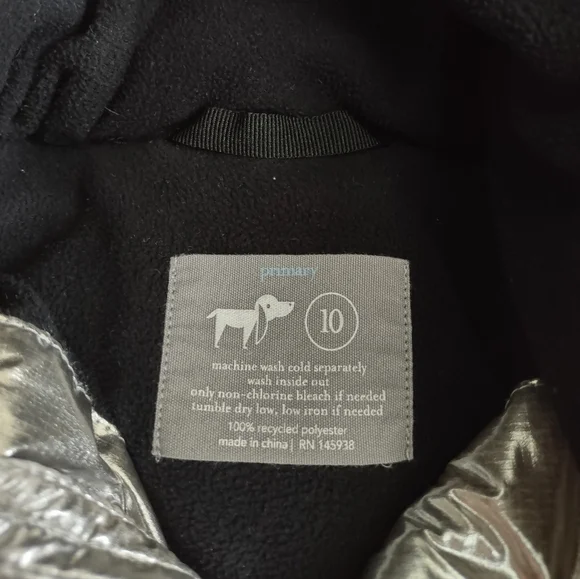 primary
10
machine wash cold separately
wash inside out
only non-chlorine bleach if needed
tumble dry low, low iron if needed
100% recycled polyester
made in china | RN 145938